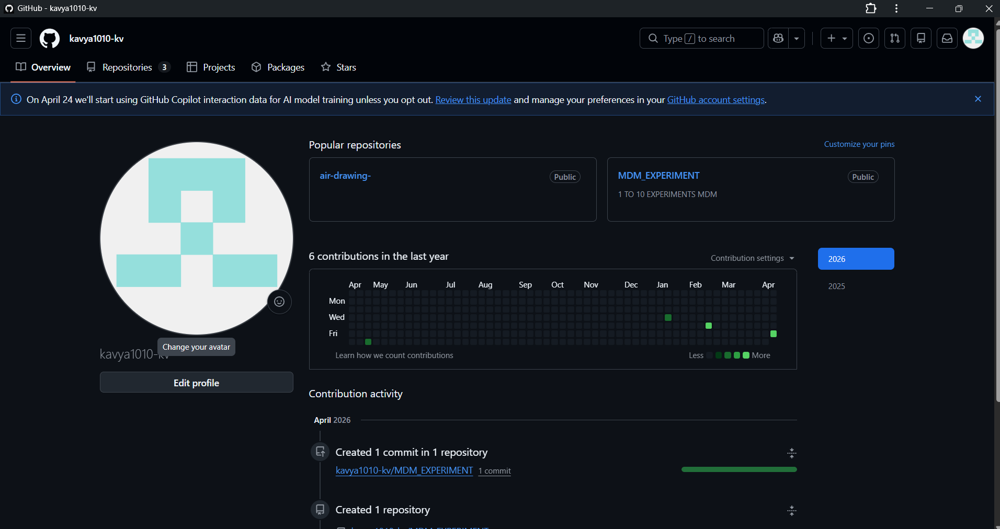 GitHub - kavya1010-kv
kavya1010-kv
Type / to search
Overview Repositories 3 Projects Packages Stars
On April 24 we'll start using GitHub Copilot interaction data for AI model training unless you opt out. Review this update and manage your preferences in your GitHub account settings.
Popular repositories
Customize your pins
air-drawing-
Public
MDM_EXPERIMENT
Public
1 TO 10 EXPERIMENTS MDM
Change your avatar
kavya1010-kv
Edit profile
6 contributions in the last year
Contribution settings
2026
2025
Apr May Jun Jul Aug Sep Oct Nov Dec Jan Feb Mar Apr
Mon
Wed
Fri
Learn how we count contributions
Less More
Contribution activity
April 2026
Created 1 commit in 1 repository
kavya1010-kv/MDM_EXPERIMENT 1 commit
Created 1 repository